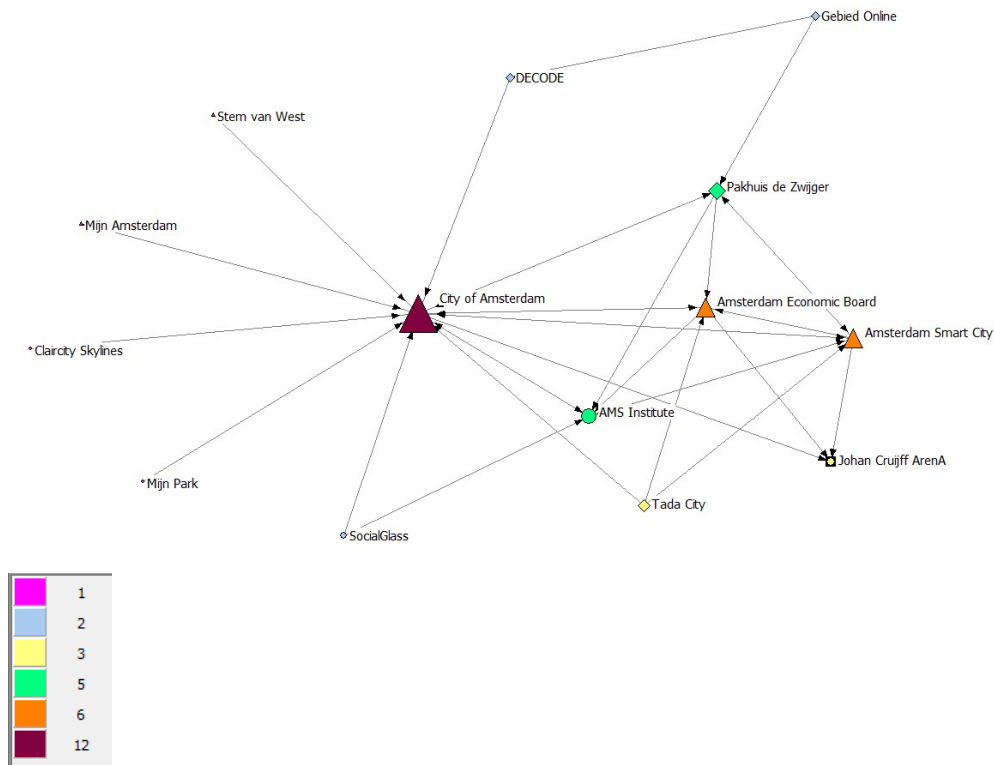 Gebied Online
DECODE
Stem van West
Pakhuis de Zwijger
Mijn Amsterdam
City of Amsterdam
Amsterdam Economic Board
Amsterdam Smart City
Claircity Skylines
AMS Institute
Johan Cruijff ArenA
Mijn Park
Tada City
SocialGlass
1
2
3
5
6
12